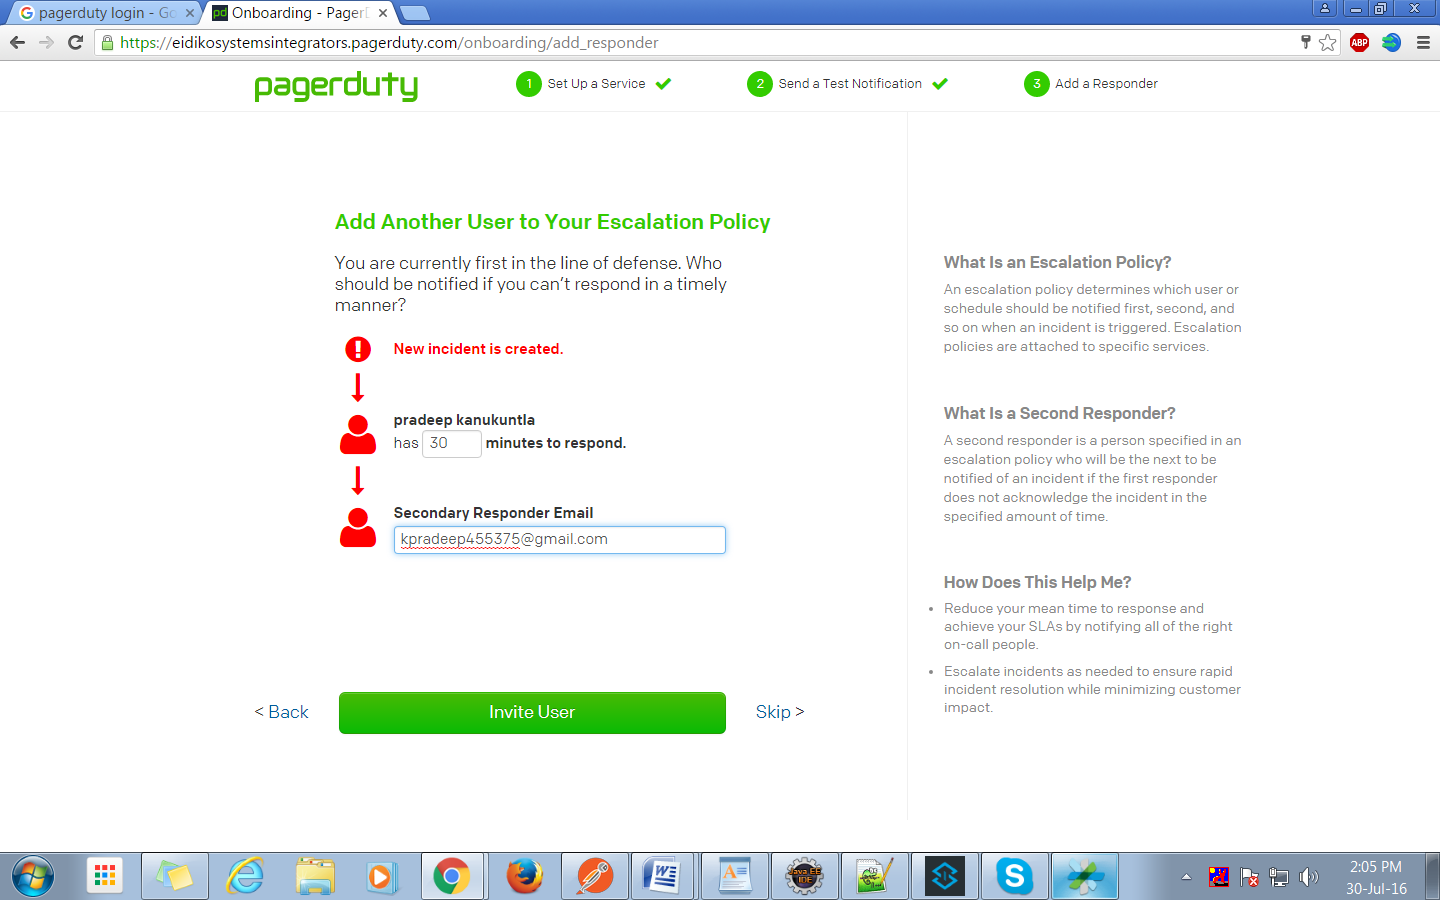 pagerduty login - Go
Onboarding - PagerD
https://eidikosystemsintegrators.pagerduty.com/onboarding/add_responder
ABP
pagerduty
1 Set Up a Service
2 Send a Test Notification
3 Add a Responder
Add Another User to Your Escalation Policy
You are currently first in the line of defense. Who
should be notified if you can't respond in a timely
manner?
New incident is created.
pradeep kanukuntla
has 30 minutes to respond.
Secondary Responder Email
kpradeep455375@gmail.com
< Back
Invite User
Skip >
What Is an Escalation Policy?
An escalation policy determines which user or
schedule should be notified first, second, and
so on when an incident is triggered. Escalation
policies are attached to specific services.
What Is a Second Responder?
A second responder is a person specified in an
escalation policy who will be the next to be
notified of an incident if the first responder
does not acknowledge the incident in the
specified amount of time.
How Does This Help Me?
• Reduce your mean time to response and
achieve your SLAs by notifying all of the right
on-call people.
• Escalate incidents as needed to ensure rapid
incident resolution while minimizing customer
impact.
Java EE
IDE
2:05 PM
30-Jul-16